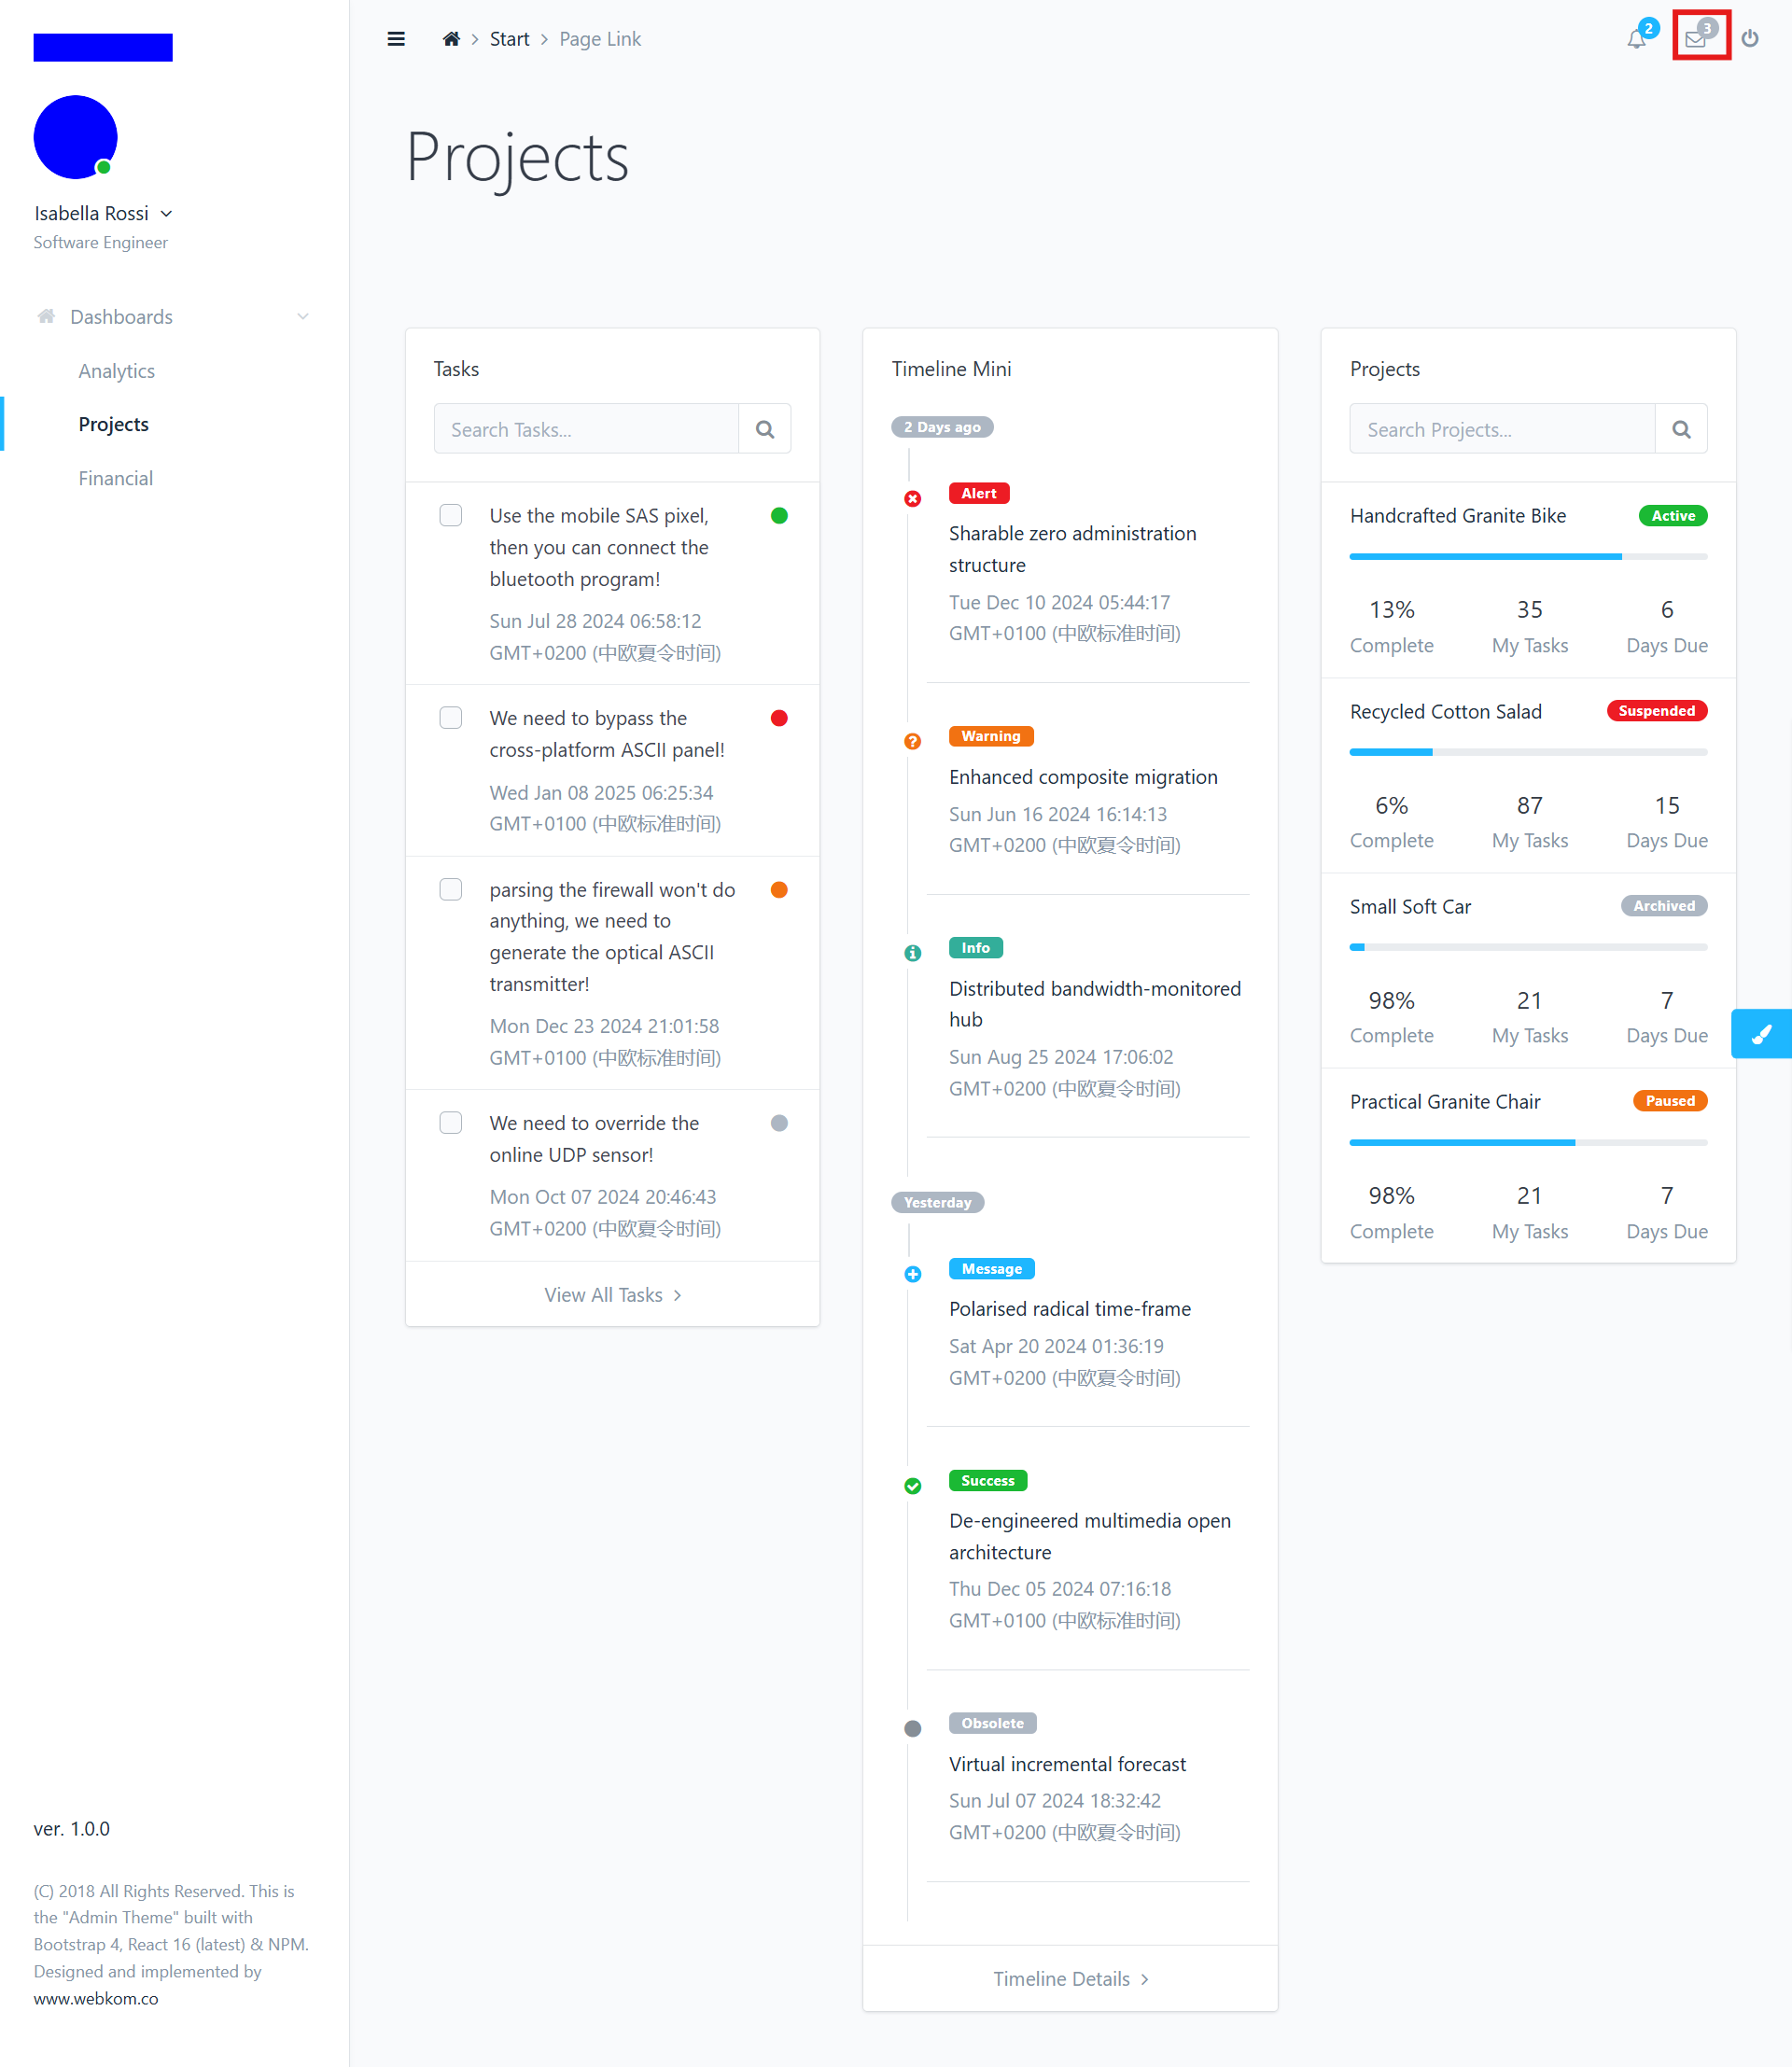 Start
Page Link
2
3
Isabella Rossi
Software Engineer
Dashboards
Analytics
Projects
Financial
ver. 1.0.0
(C) 2018 All Rights Reserved. This is
the "Admin Theme" built with
Bootstrap 4, React 16 (latest) & NPM.
Designed and implemented by
www.webkom.co
Projects
Tasks
Search Tasks...
Use the mobile SAS pixel,
then you can connect the
bluetooth program!
Sun Jul 28 2024 06:58:12
GMT+0200 (中欧夏令时间)
We need to bypass the
cross-platform ASCII panel!
Wed Jan 08 2025 06:25:34
GMT+0100 (中欧标准时间)
parsing the firewall won't do
anything, we need to
generate the optical ASCII
transmitter!
Mon Dec 23 2024 21:01:58
GMT+0100 (中欧标准时间)
We need to override the
online UDP sensor!
Mon Oct 07 2024 20:46:43
GMT+0200 (中欧夏令时间)
View All Tasks
Timeline Mini
2 Days ago
Alert
Sharable zero administration
structure
Tue Dec 10 2024 05:44:17
GMT+0100 (中欧标准时间)
Warning
Enhanced composite migration
Sun Jun 16 2024 16:14:13
GMT+0200 (中欧夏令时间)
Info
Distributed bandwidth-monitored
hub
Sun Aug 25 2024 17:06:02
GMT+0200 (中欧夏令时间)
Yesterday
Message
Polarised radical time-frame
Sat Apr 20 2024 01:36:19
GMT+0200 (中欧夏令时间)
Success
De-engineered multimedia open
architecture
Thu Dec 05 2024 07:16:18
GMT+0100 (中欧标准时间)
Obsolete
Virtual incremental forecast
Sun Jul 07 2024 18:32:42
GMT+0200 (中欧夏令时间)
Timeline Details
Projects
Search Projects...
Handcrafted Granite Bike
Active
13% 35 6
Complete My Tasks Days Due
Recycled Cotton Salad
Suspended
6% 87 15
Complete My Tasks Days Due
Small Soft Car
Archived
98% 21 7
Complete My Tasks Days Due
Practical Granite Chair
Paused
98% 21 7
Complete My Tasks Days Due